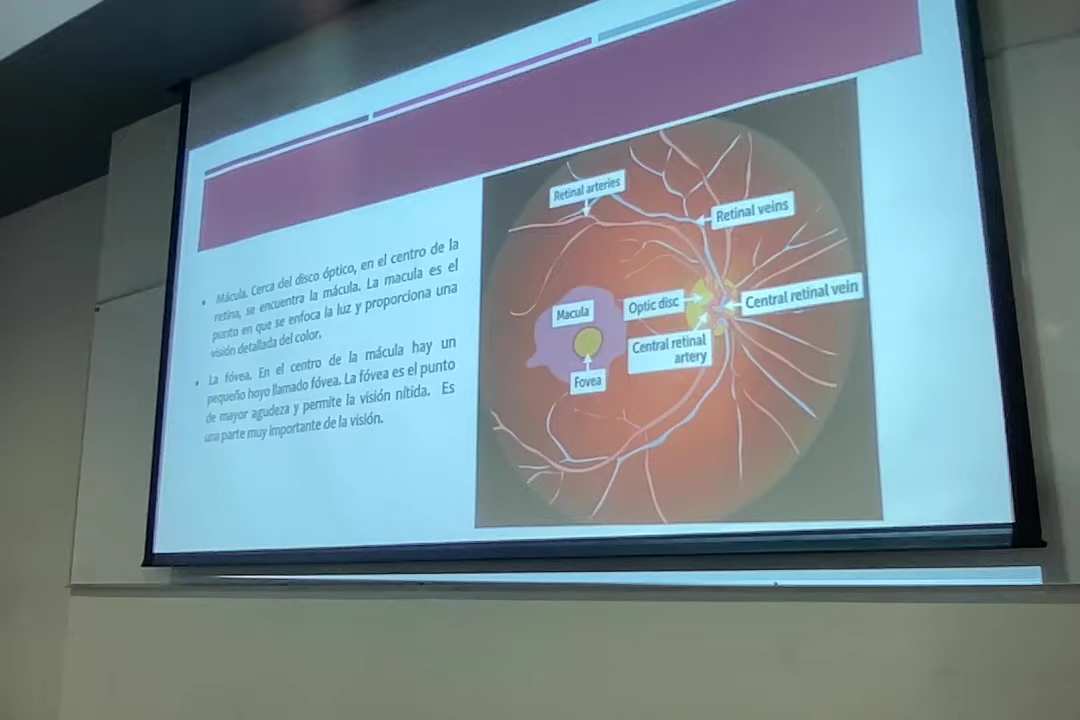 Mácula. Cerca del disco óptico, en el centro de la
retina, se encuentra la mácula. La macula es el
punto en que se enfoca la luz y proporciona una
visión detallada del color.
La fóvea. En el centro de la mácula hay un
pequeño hoyo llamado fóvea. La fóvea es el punto
de mayor agudeza y permite la visión nítida. Es
una parte muy importante de la visión.
Retinal arteries
Retinal veins
Macula
Optic disc
Central retinal vein
Central retinal
artery
Fovea